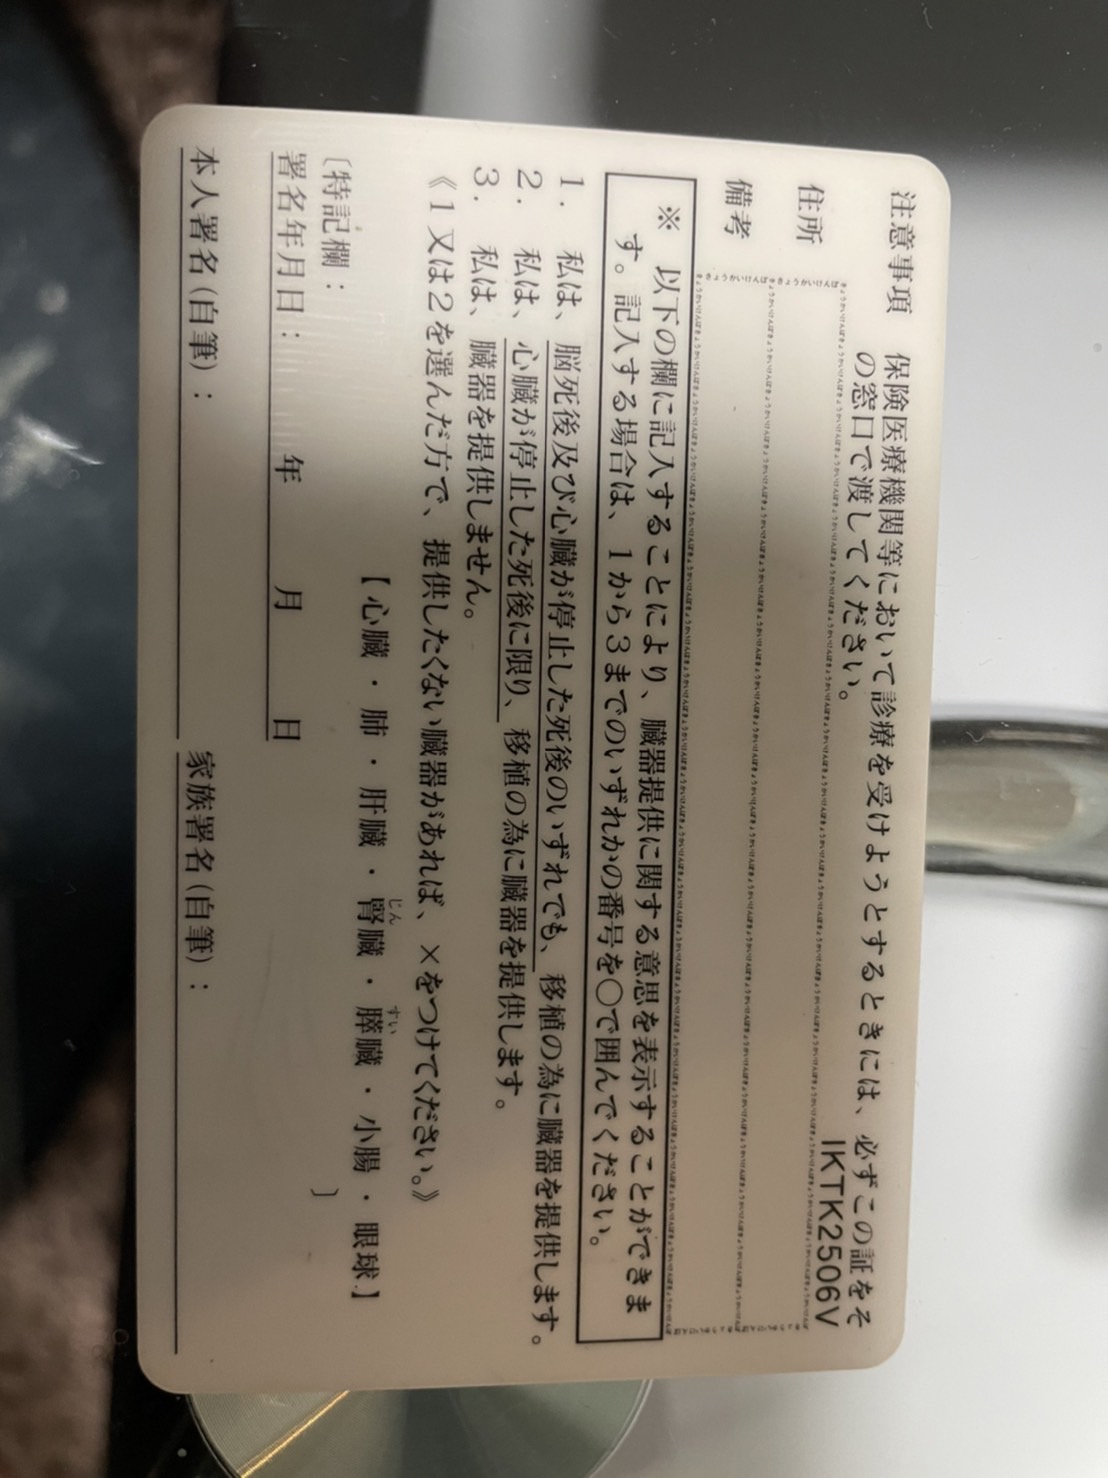 注意事項 保険医療機関等において診療を受けようとするときには、必ずこの証をそ
の窓口で渡してください。
IKTK2506V
住所
備考
※ 以下の欄に記入することにより、臓器提供に関する意思を表示することができま
す。記入する場合は、1から3までのいずれかの番号を○で囲んでください。
1. 私は、脳死後及び心臓が停止した死後のいずれでも、移植の為に臓器を提供します。
2. 私は、心臓が停止した死後に限り、移植の為に臓器を提供します。
3. 私は、臓器を提供しません。
《1又は2を選んだ方で、提供したくない臓器があれば、×をつけてください。》
【心臓・肺・肝臓・腎臓・膵臓・小腸・眼球】
じん
すい
〔特記欄: 〕
署名年月日: 年 月 日
本人署名(自筆): 家族署名(自筆):